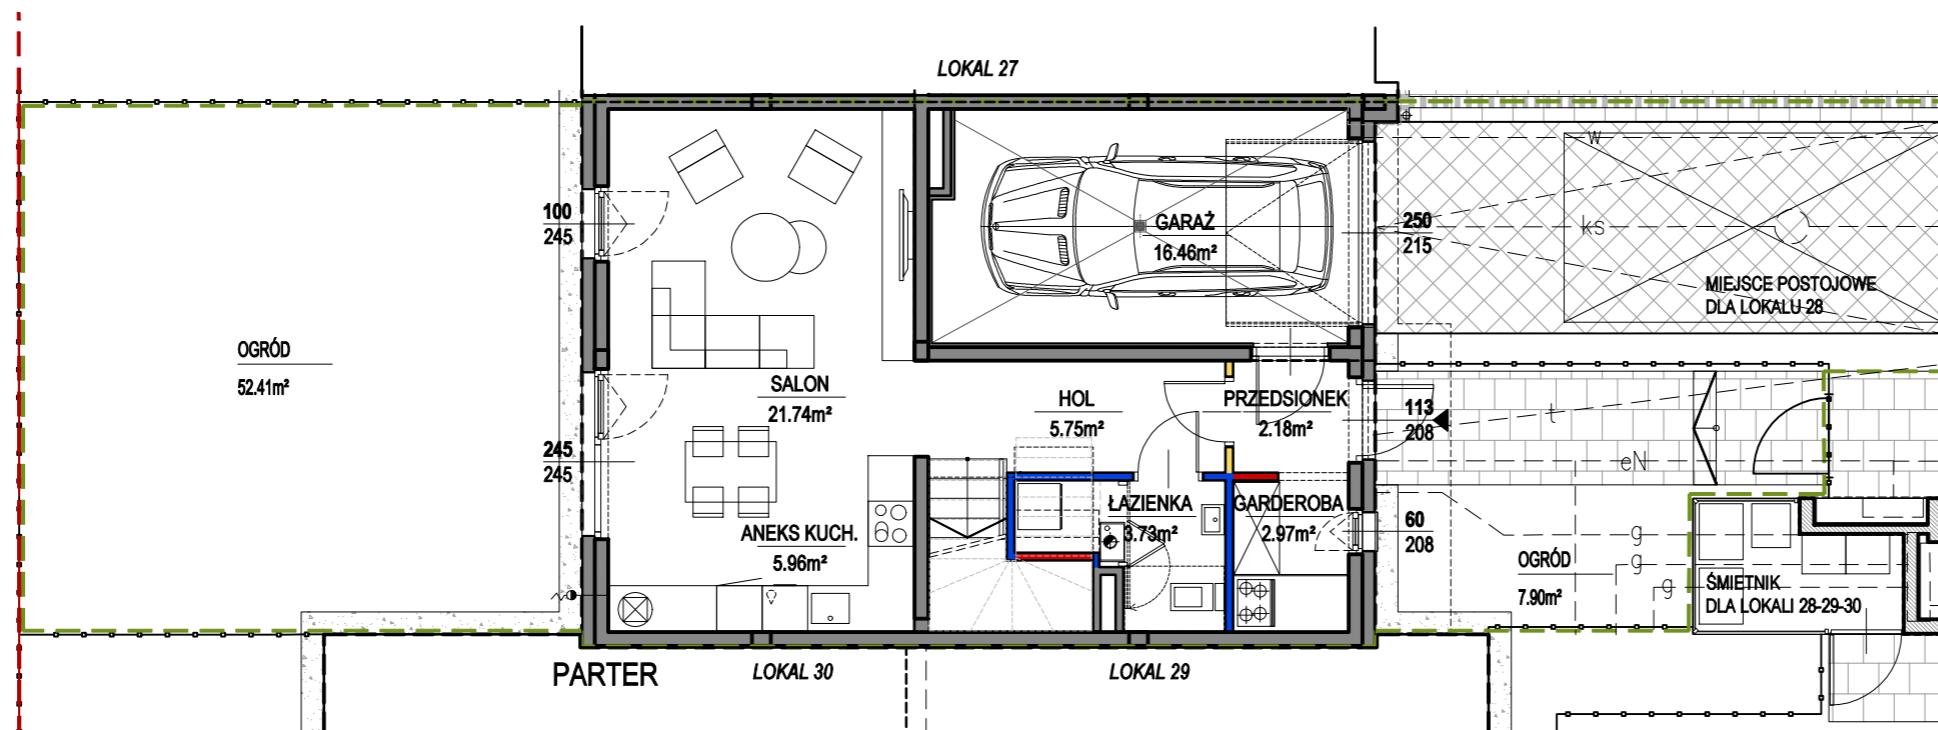 LOKAL 27
W
100
245
GARAŻ
16.46m²
250
215
ks
MIEJSCE POSTOJOWE
DLA LOKALU 28
OGRÓD
52.41m²
SALON
21.74m²
HOL
5.75m²
PRZEDSIONEK
2.18m²
113
208
t
245
245
eN
ŁAZIENKA
3.73m²
GARDEROBA
2.97m²
60
208
ANEKS KUCH.
5.96m²
g
g
g
OGRÓD
7.90m²
ŚMIETNIK
DLA LOKALI 28-29-30
PARTER
LOKAL 30
LOKAL 29